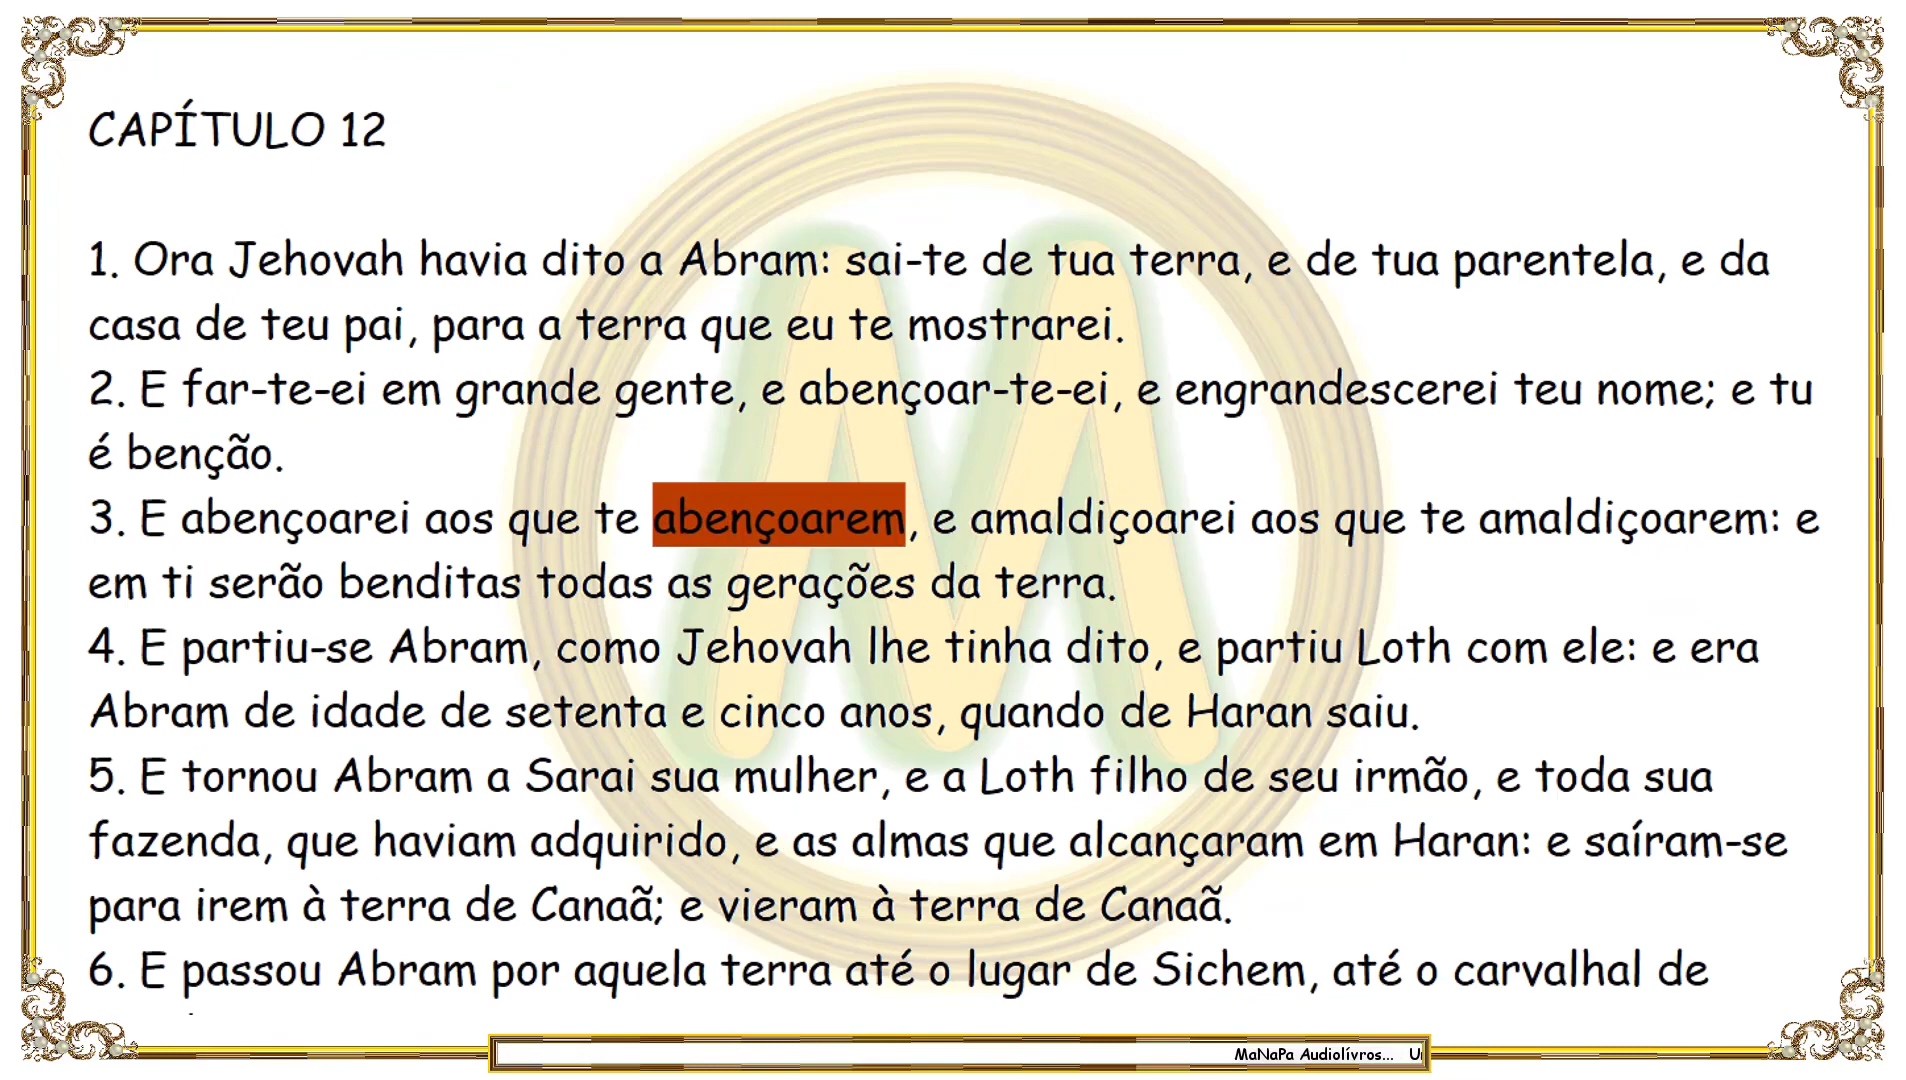 CAPÍTULO 12
1. Ora Jehovah havia dito a Abram: sai-te de tua terra, e de tua parentela, e da
casa de teu pai, para a terra que eu te mostrarei.
2. E far-te-ei em grande gente, e abençoar-te-ei, e engrandescerei teu nome; e tu
é benção.
3. E abençoarei aos que te abençoarem, e amaldiçoarei aos que te amaldiçoarem: e
em ti serão benditas todas as gerações da terra.
4. E partiu-se Abram, como Jehovah lhe tinha dito, e partiu Loth com ele: e era
Abram de idade de setenta e cinco anos, quando de Haran saiu.
5. E tornou Abram a Sarai sua mulher, e a Loth filho de seu irmão, e toda sua
fazenda, que haviam adquirido, e as almas que alcançaram em Haran: e saíram-se
para irem à terra de Canaã; e vieram à terra de Canaã.
6. E passou Abram por aquela terra até o lugar de Sichem, até o carvalhal de
MaNaPa Audiolívros...